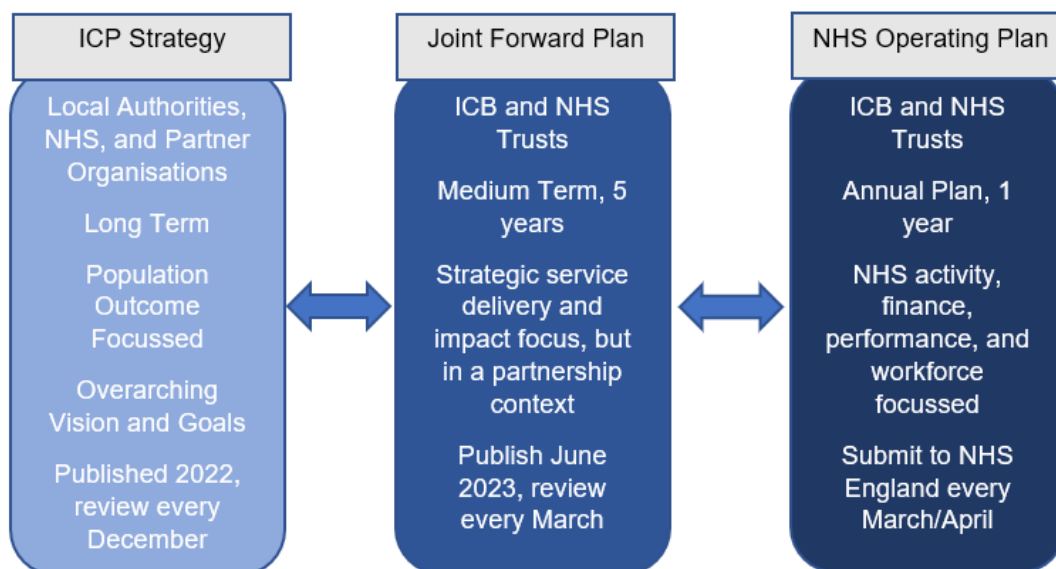 ICP Strategy
Local Authorities,
NHS, and Partner
Organisations
Long Term
Population
Outcome
Focussed
Overarching
Vision and Goals
Published 2022,
review every
December
Joint Forward Plan
ICB and NHS
Trusts
Medium Term, 5
years
Strategic service
delivery and
impact focus, but
in a partnership
context
Publish June
2023, review
every March
NHS Operating Plan
ICB and NHS
Trusts
Annual Plan, 1
year
NHS activity,
finance,
performance, and
workforce
focussed
Submit to NHS
England every
March/April